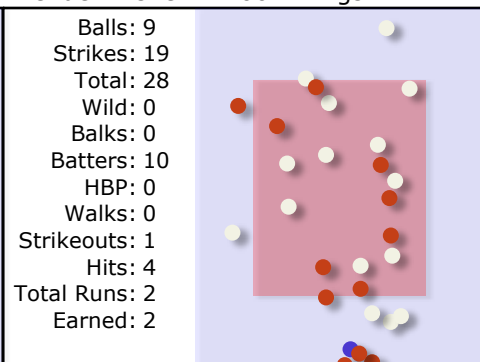 Balls: 9
Strikes: 19
Total: 28
Wild: 0
Balks: 0
Batters: 10
HBP: 0
Walks: 0
Strikeouts: 1
Hits: 4
Total Runs: 2
Earned: 2